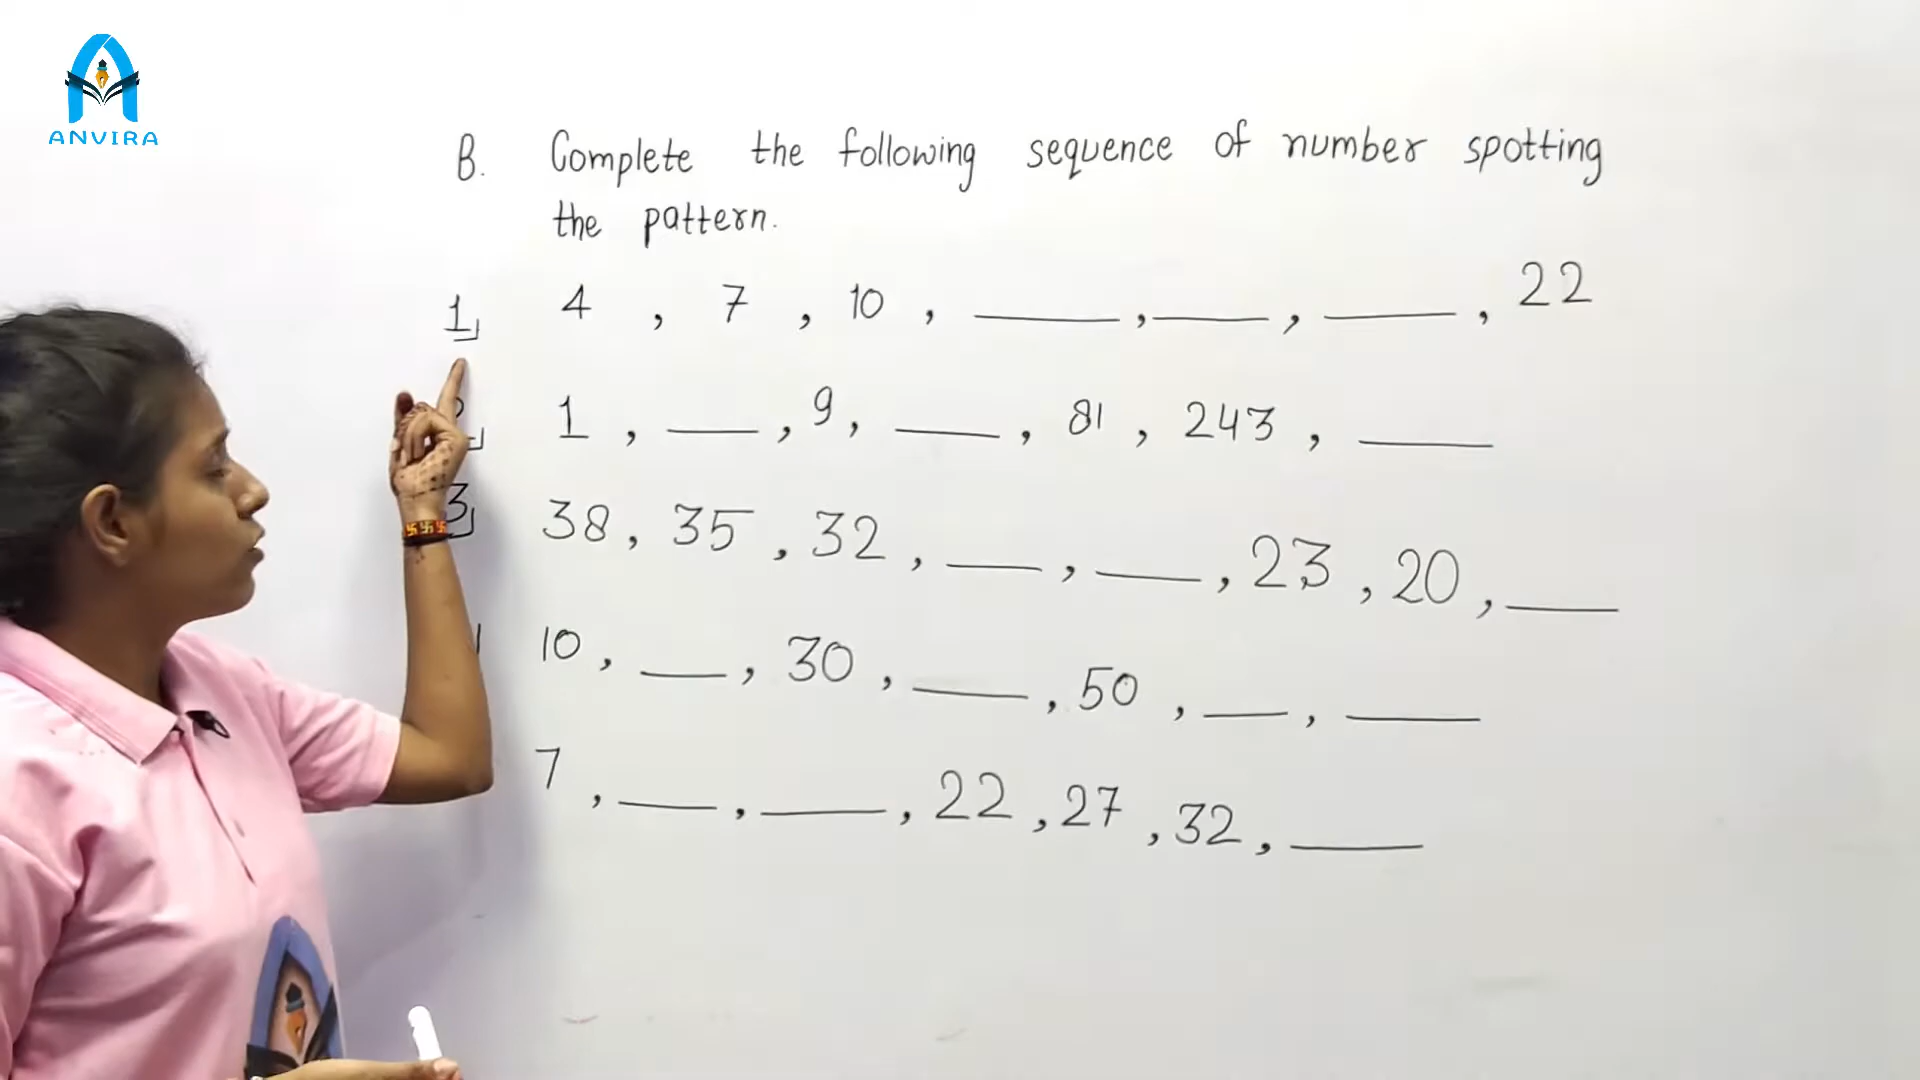 ANVIRA
B. Complete the following sequence of number spotting
the pattern.
1 4 , 7 , 10 , ____ , ____ , ____ , 22
1 , ____ , 9 , ____ , 81 , 243 , ____
3 38 , 35 , 32 , ____ , ____ , 23 , 20 , ____
10 , ____ , 30 , ____ , 50 , ____ , ____
7 , ____ , ____ , 22 , 27 , 32 , ____